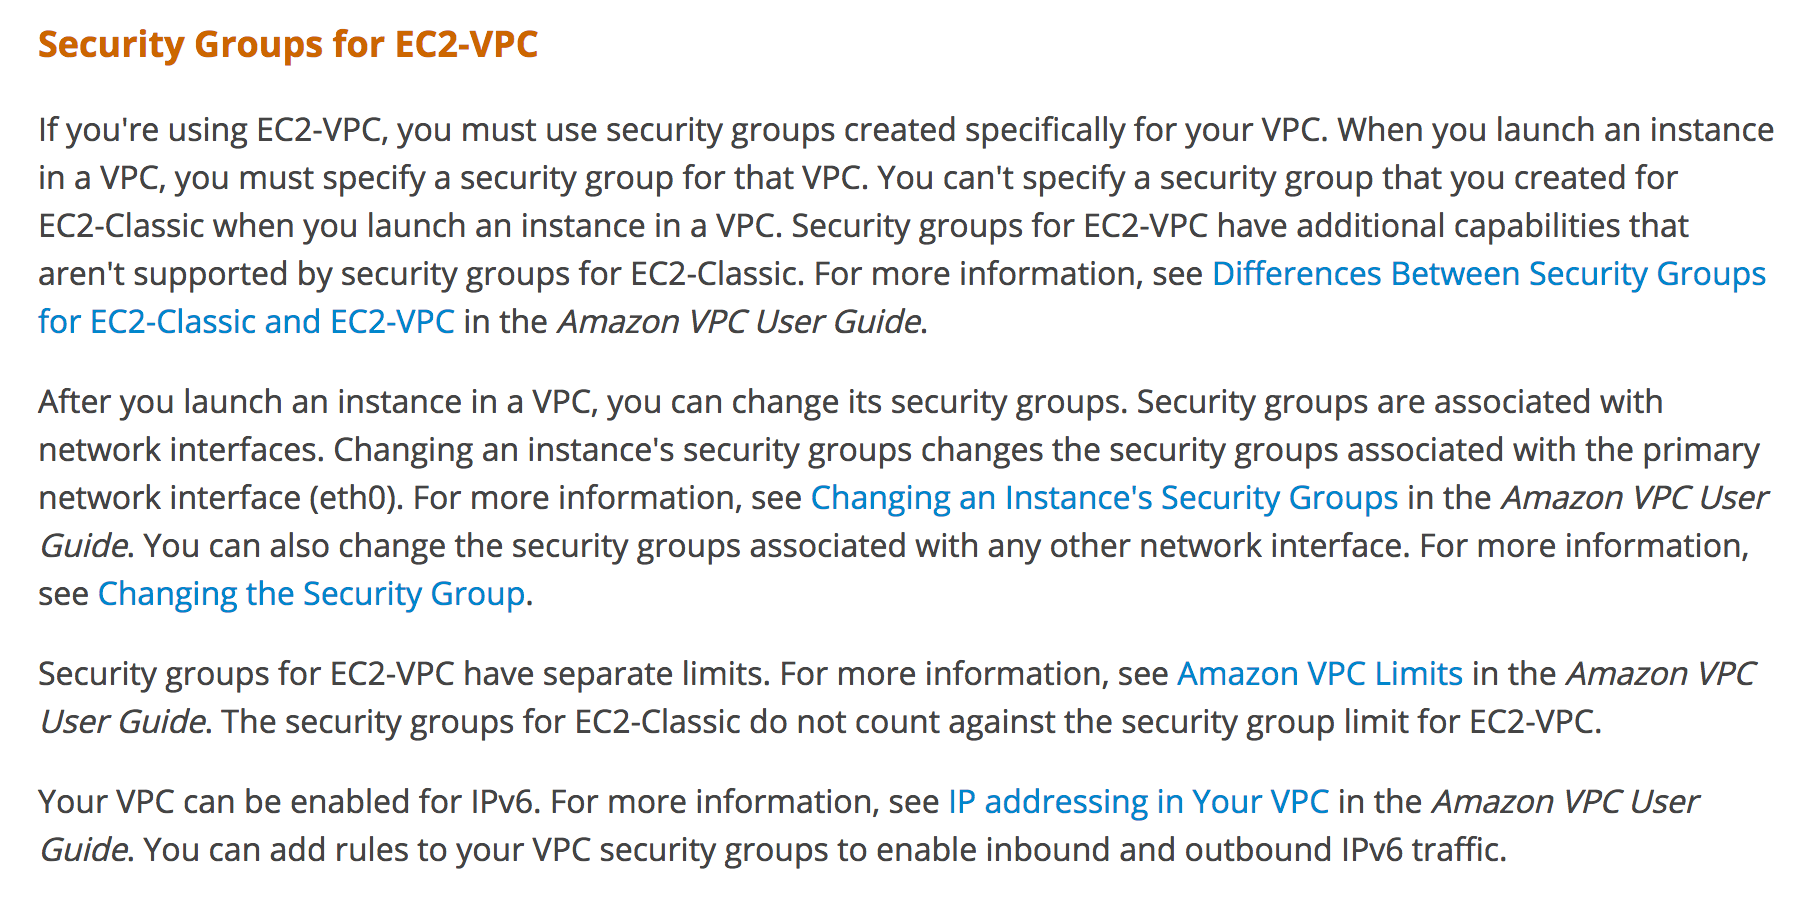 Security Groups for EC2-VPC
If you're using EC2-VPC, you must use security groups created specifically for your VPC. When you launch an instance
in a VPC, you must specify a security group for that VPC. You can't specify a security group that you created for
EC2-Classic when you launch an instance in a VPC. Security groups for EC2-VPC have additional capabilities that
aren't supported by security groups for EC2-Classic. For more information, see Differences Between Security Groups
for EC2-Classic and EC2-VPC in the Amazon VPC User Guide.
After you launch an instance in a VPC, you can change its security groups. Security groups are associated with
network interfaces. Changing an instance's security groups changes the security groups associated with the primary
network interface (eth0). For more information, see Changing an Instance's Security Groups in the Amazon VPC User
Guide. You can also change the security groups associated with any other network interface. For more information,
see Changing the Security Group.
Security groups for EC2-VPC have separate limits. For more information, see Amazon VPC Limits in the Amazon VPC
User Guide. The security groups for EC2-Classic do not count against the security group limit for EC2-VPC.
Your VPC can be enabled for IPv6. For more information, see IP addressing in Your VPC in the Amazon VPC User
Guide. You can add rules to your VPC security groups to enable inbound and outbound IPv6 traffic.